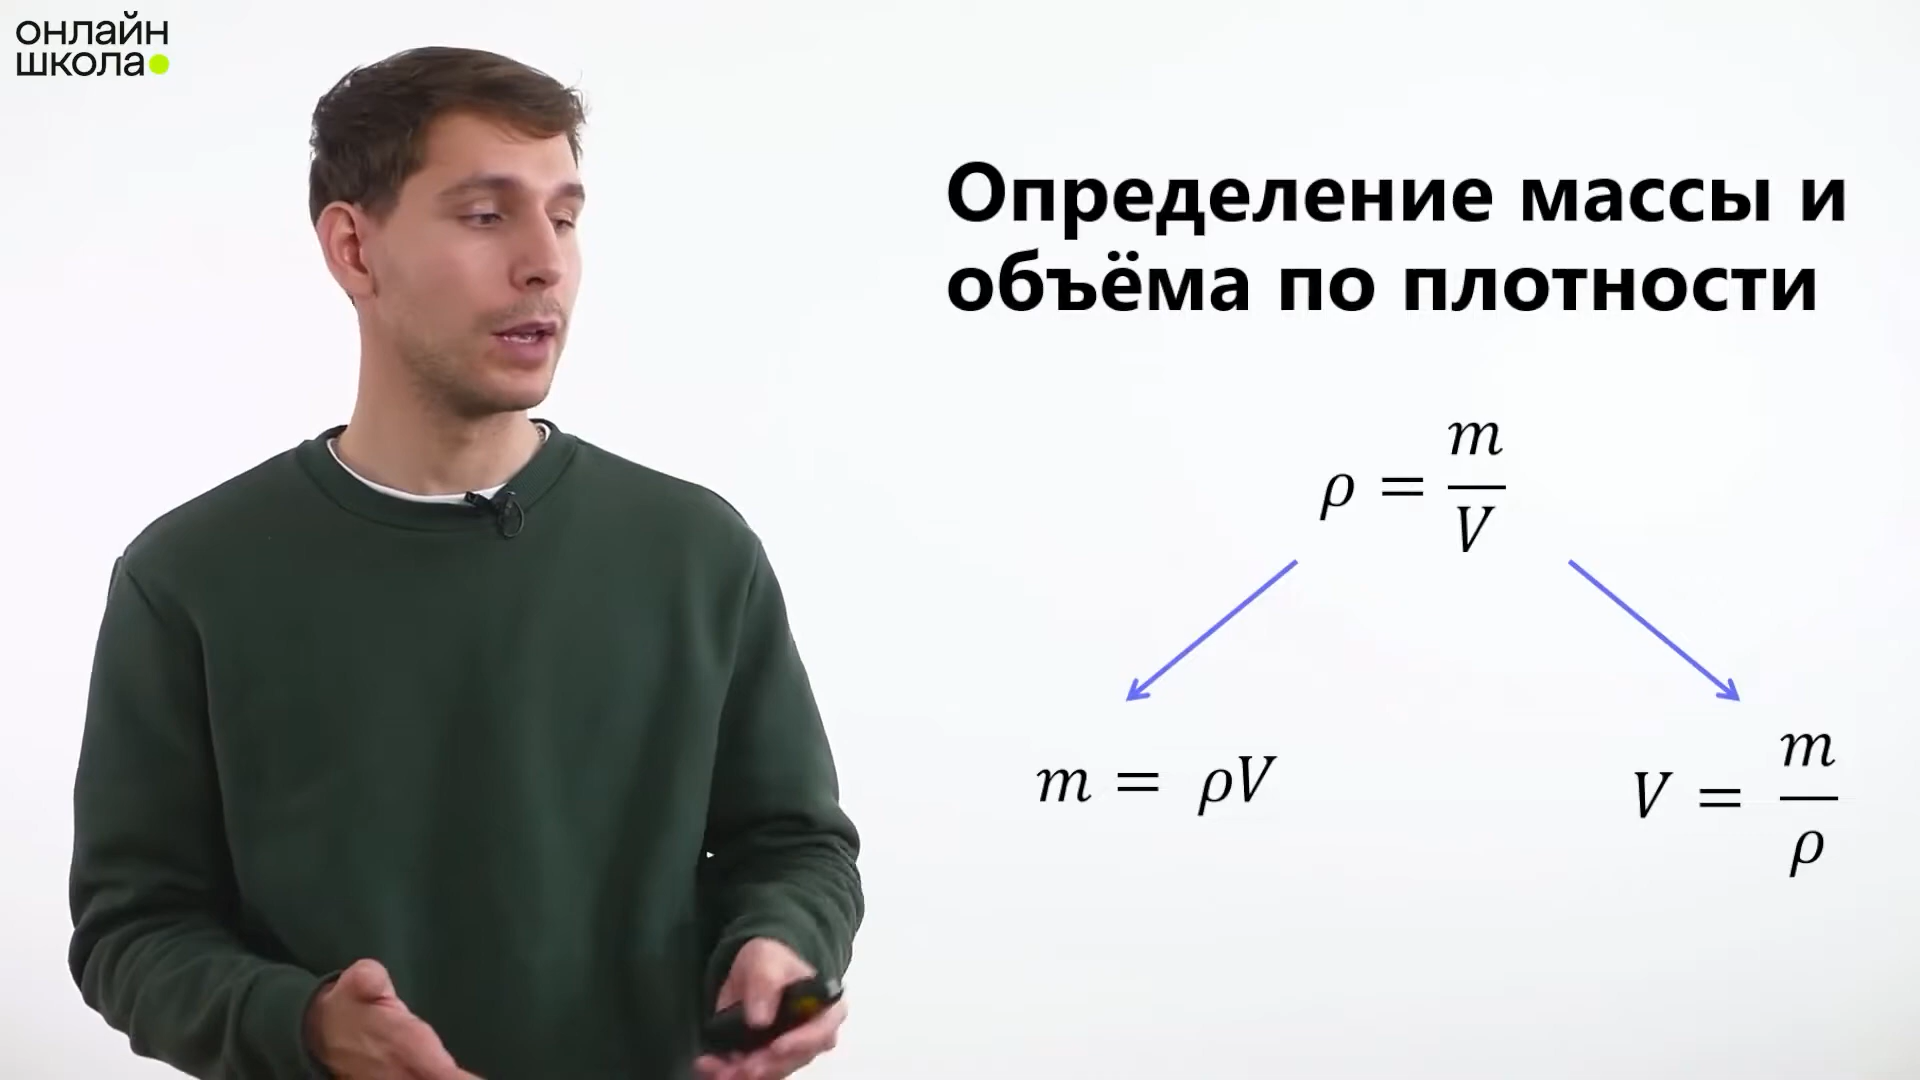 онлайн
школа
Определение массы и
объёма по плотности
ρ = m/V
m = ρV
V = m/ρ